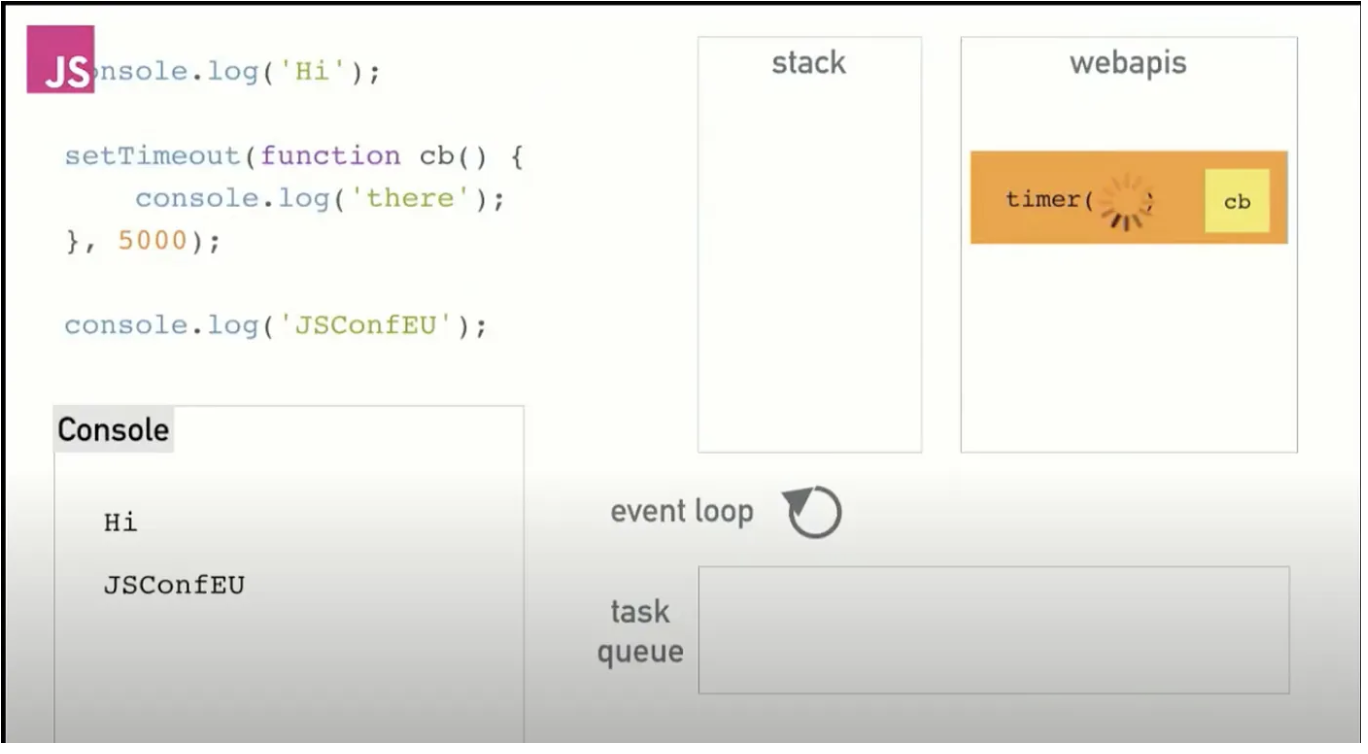 JS
onsole.log('Hi');
setTimeout(function cb() {
    console.log('there');
}, 5000);
console.log('JSConfEU');
Console
Hi
JSConfEU
stack
webapis
timer(
cb
event loop
task
queue